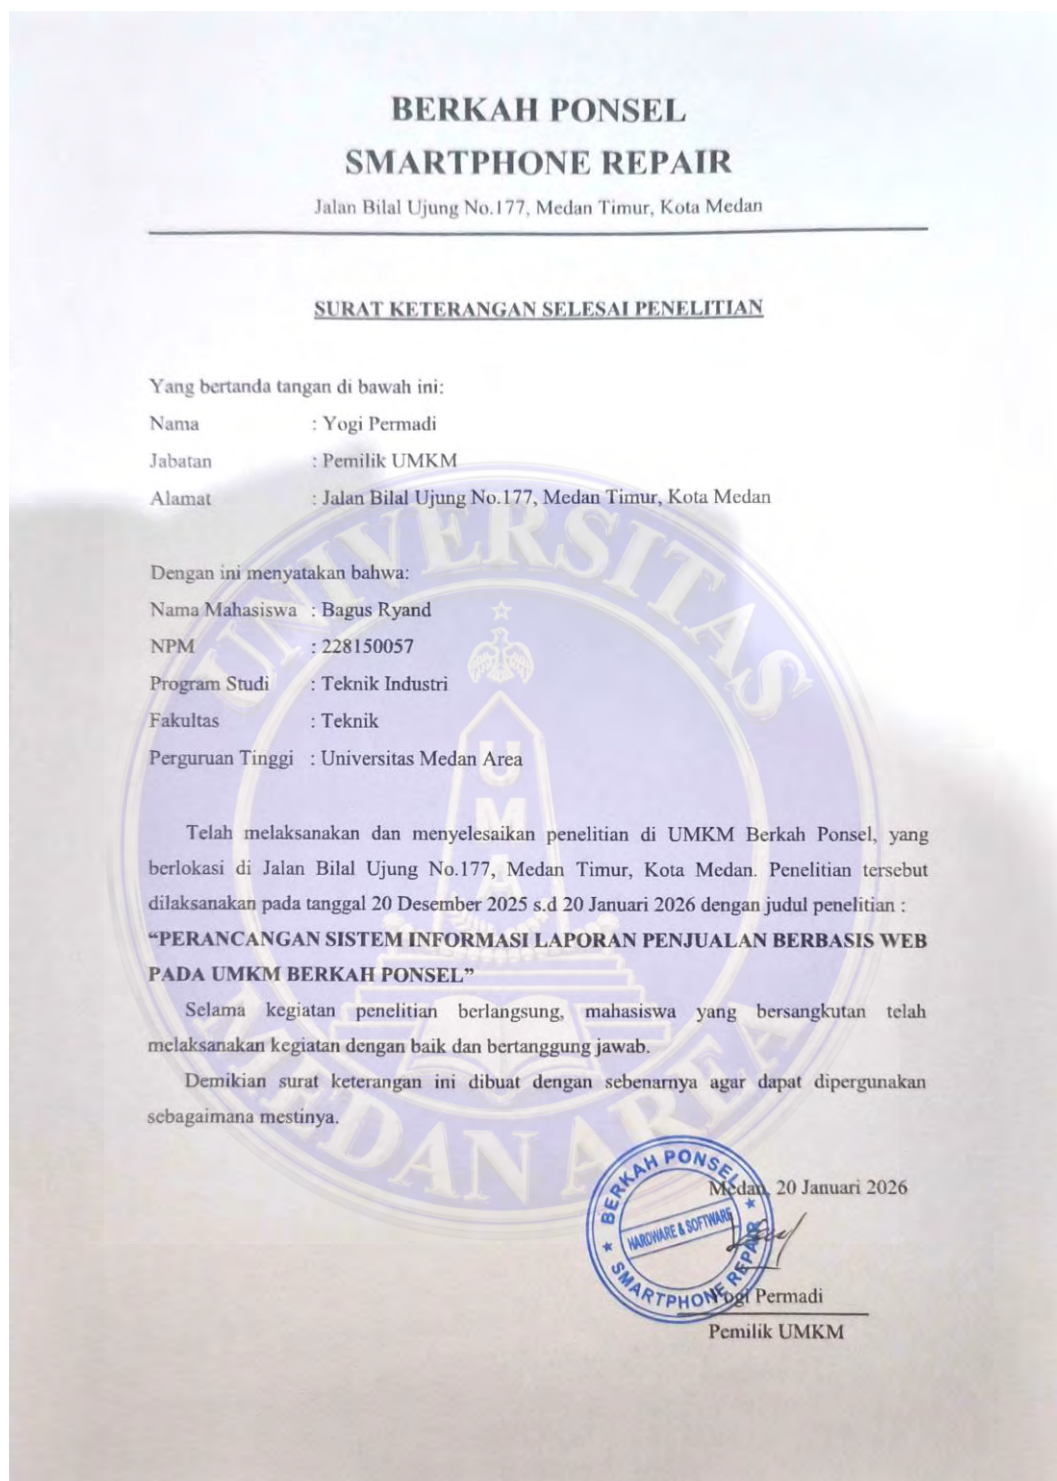 BERKAH PONSEL
SMARTPHONE REPAIR
Jalan Bilal Ujung No.177, Medan Timur, Kota Medan
SURAT KETERANGAN SELESAI PENELITIAN
Yang bertanda tangan di bawah ini:
Nama : Yogi Permadi
Jabatan : Pemilik UMKM
Alamat : Jalan Bilal Ujung No.177, Medan Timur, Kota Medan
Dengan ini menyatakan bahwa:
Nama Mahasiswa : Bagus Ryand
NPM : 228150057
Program Studi : Teknik Industri
Fakultas : Teknik
Perguruan Tinggi : Universitas Medan Area
Telah melaksanakan dan menyelesaikan penelitian di UMKM Berkah Ponsel, yang
berlokasi di Jalan Bilal Ujung No.177, Medan Timur, Kota Medan. Penelitian tersebut
dilaksanakan pada tanggal 20 Desember 2025 s.d 20 Januari 2026 dengan judul penelitian :
“PERANCANGAN SISTEM INFORMASI LAPORAN PENJUALAN BERBASIS WEB
PADA UMKM BERKAH PONSEL”
Selama kegiatan penelitian berlangsung, mahasiswa yang bersangkutan telah
melaksanakan kegiatan dengan baik dan bertanggung jawab.
Demikian surat keterangan ini dibuat dengan sebenarnya agar dapat dipergunakan
sebagaimana mestinya.
Medan, 20 Januari 2026
BERKAH PONSEL
HARDWARE & SOFTWARE
SMARTPHONE REPAIR
Yogi Permadi
Pemilik UMKM
UNIVERSITAS
UMA
MEDAN AREA